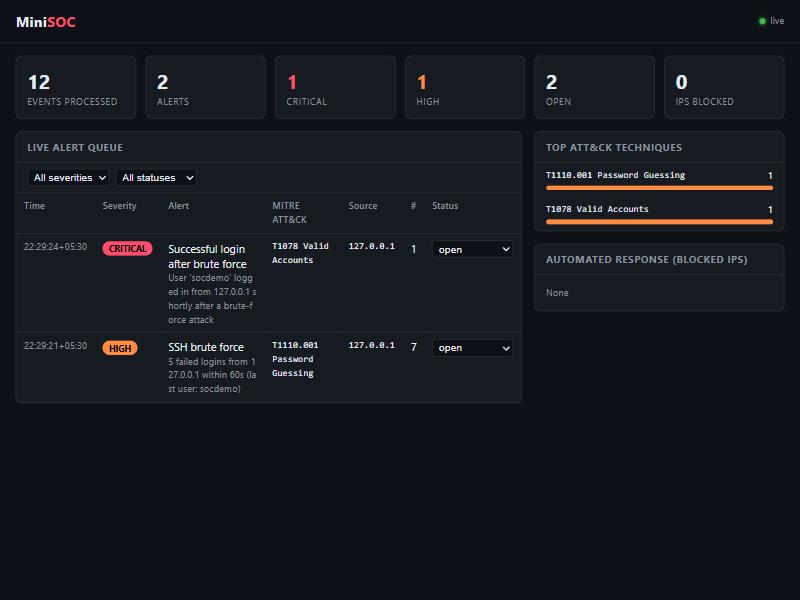 MiniSOC
live
12
EVENTS PROCESSED
2
ALERTS
1
CRITICAL
1
HIGH
2
OPEN
0
IPS BLOCKED
LIVE ALERT QUEUE
All severities All statuses
Time Severity Alert MITRE ATT&CK Source # Status
22:29:24+05:30 CRITICAL Successful login T1078 Valid 127.0.0.1 1 open
after brute force Accounts
User 'socdemo' logg
ed in from 127.0.0.1 s
hortly after a brute-f
orce attack
22:29:21+05:30 HIGH SSH brute force T1110.001 127.0.0.1 7 open
5 failed logins from 1 Password
27.0.0.1 within 60s (la Guessing
st user: socdemo)
TOP ATT&CK TECHNIQUES
T1110.001 Password Guessing 1
T1078 Valid Accounts 1
AUTOMATED RESPONSE (BLOCKED IPS)
None